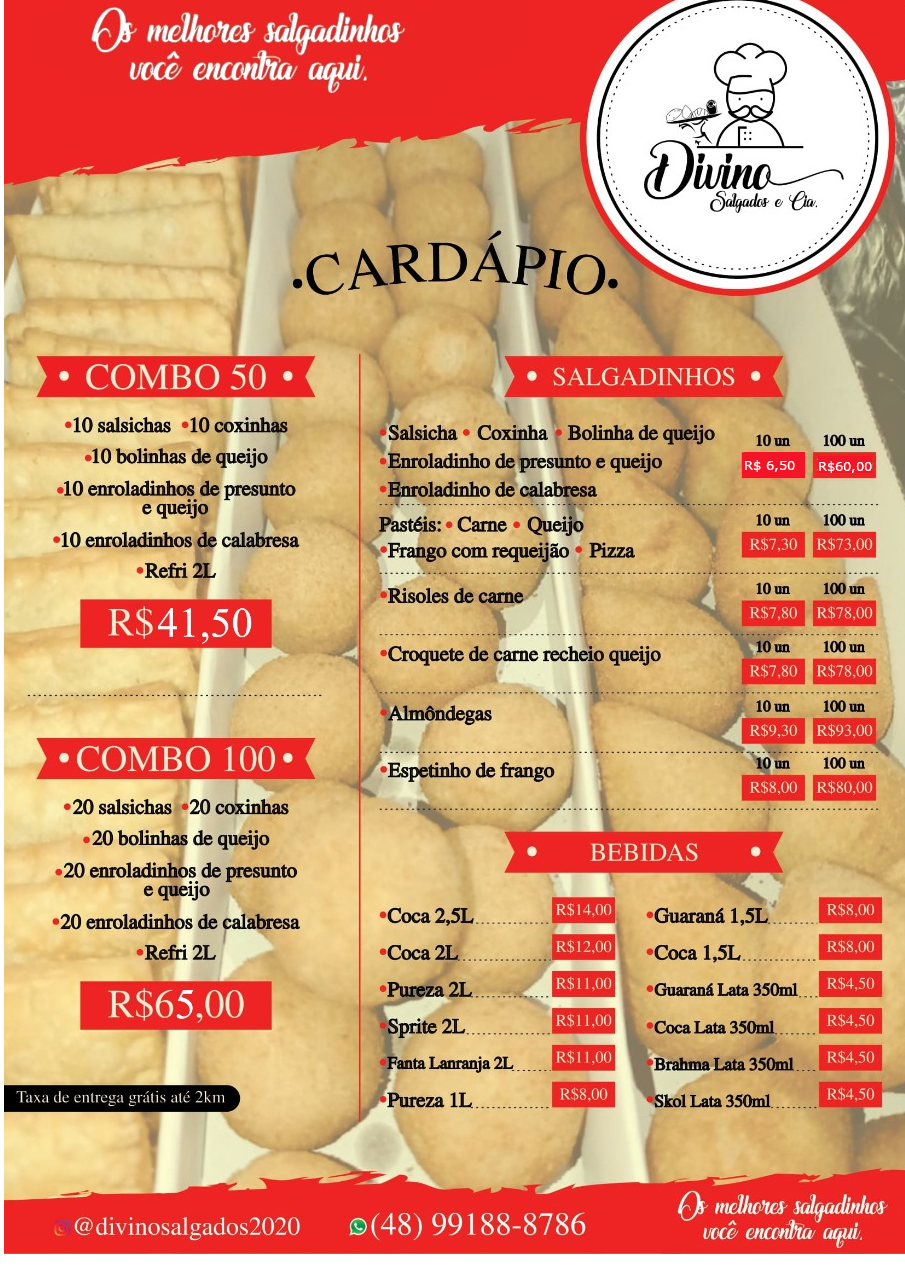 Os melhores salgadinhos
você encontra aqui.
Divino
Salgados e Cia.
•CARDÁPIO•
• COMBO 50 •
•10 salsichas •10 coxinhas
•10 bolinhas de queijo
•10 enroladinhos de presunto
e queijo
•10 enroladinhos de calabresa
•Refri 2L
R$41,50
• COMBO 100 •
•20 salsichas •20 coxinhas
•20 bolinhas de queijo
•20 enroladinhos de presunto
e queijo
•20 enroladinhos de calabresa
•Refri 2L
R$65,00
Taxa de entrega grátis até 2km
• SALGADINHOS •
•Salsicha • Coxinha • Bolinha de queijo
•Enroladinho de presunto e queijo
•Enroladinho de calabresa
10 un 100 un
R$ 6,50 R$60,00
Pastéis: • Carne • Queijo
•Frango com requeijão • Pizza
10 un 100 un
R$7,30 R$73,00
•Risoles de carne
10 un 100 un
R$7,80 R$78,00
•Croquete de carne recheio queijo
10 un 100 un
R$7,80 R$78,00
•Almôndegas
10 un 100 un
R$9,30 R$93,00
•Espetinho de frango
10 un 100 un
R$8,00 R$80,00
• BEBIDAS •
•Coca 2,5L R$14,00
•Coca 2L R$12,00
•Pureza 2L R$11,00
•Sprite 2L R$11,00
•Fanta Lanranja 2L R$11,00
•Pureza 1L R$8,00
•Guaraná 1,5L R$8,00
•Coca 1,5L R$8,00
•Guaraná Lata 350ml R$4,50
•Coca Lata 350ml R$4,50
•Brahma Lata 350ml R$4,50
•Skol Lata 350ml R$4,50
@divinosalgados2020
(48) 99188-8786
Os melhores salgadinhos
você encontra aqui.